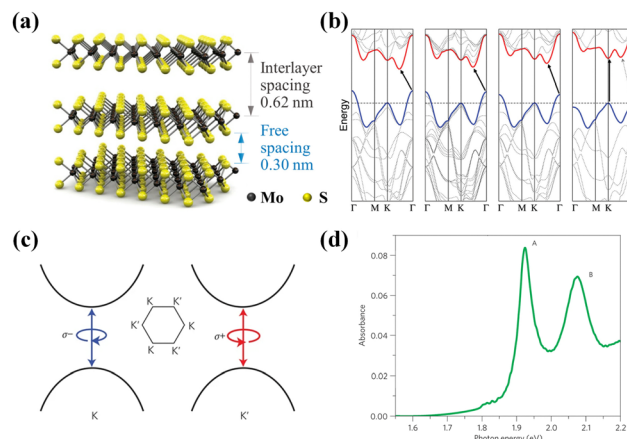 (a)
Interlayer
spacing
0.62 nm
Free
spacing
0.30 nm
Mo
S
(b)
Energy
Γ M K Γ
Γ M K Γ
Γ M K Γ
Γ M K Γ
(c)
σ−
K
K
K'
K'
K
K
K'
σ+
K'
(d)
A
B
Absorbance
0.08
0.06
0.04
0.02
0
1.6 1.7 1.8 1.9 2.0 2.1 2.2
Photon energy (eV)